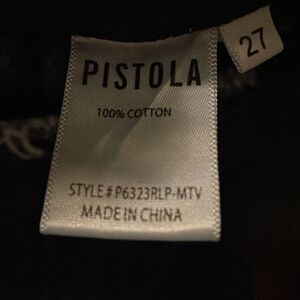 PISTOLA
27
100% COTTON
STYLE # P6323RLP-MTV
MADE IN CHINA